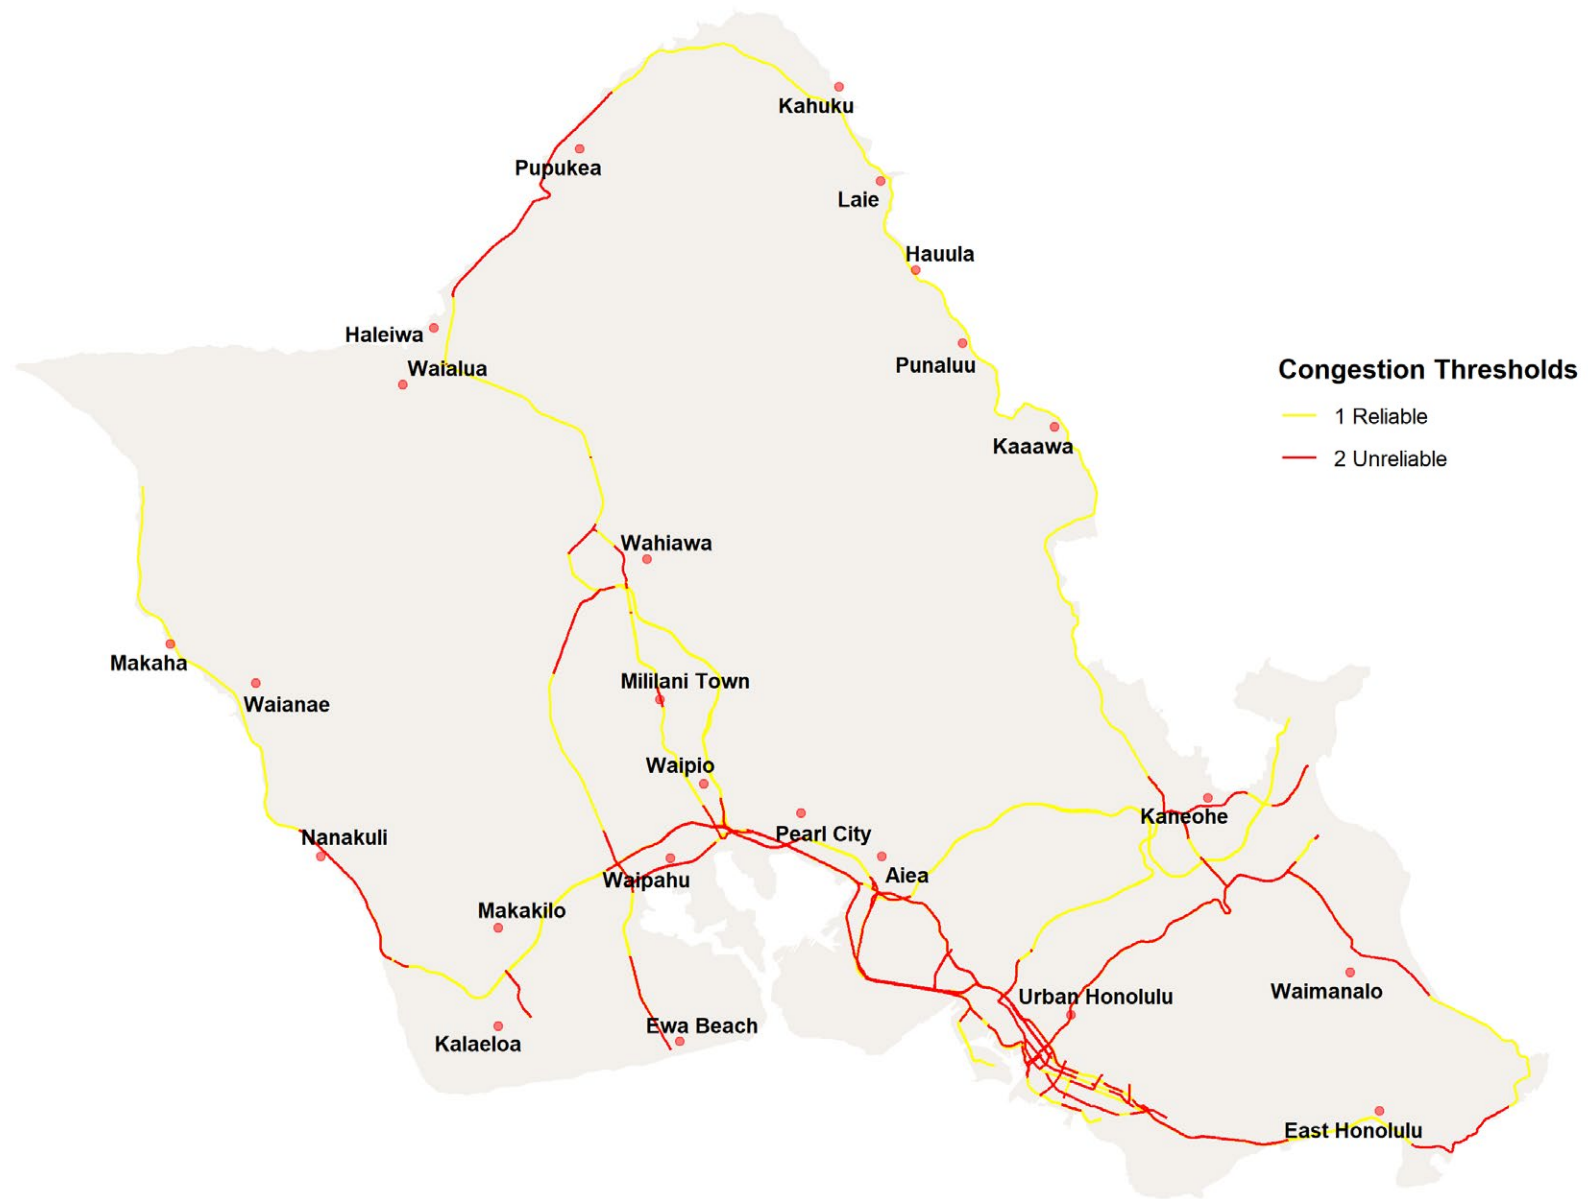 Kahuku
Pupukea
Laie
Hauula
Haleiwa
Waialua
Punaluu
Congestion Thresholds
1 Reliable
2 Unreliable
Kaaawa
Wahiawa
Makaha
Mililani Town
Waianae
Waipio
Kaneohe
Nanakuli
Pearl City
Waipahu
Aiea
Makakilo
Waimanalo
Urban Honolulu
Ewa Beach
Kalaeloa
East Honolulu